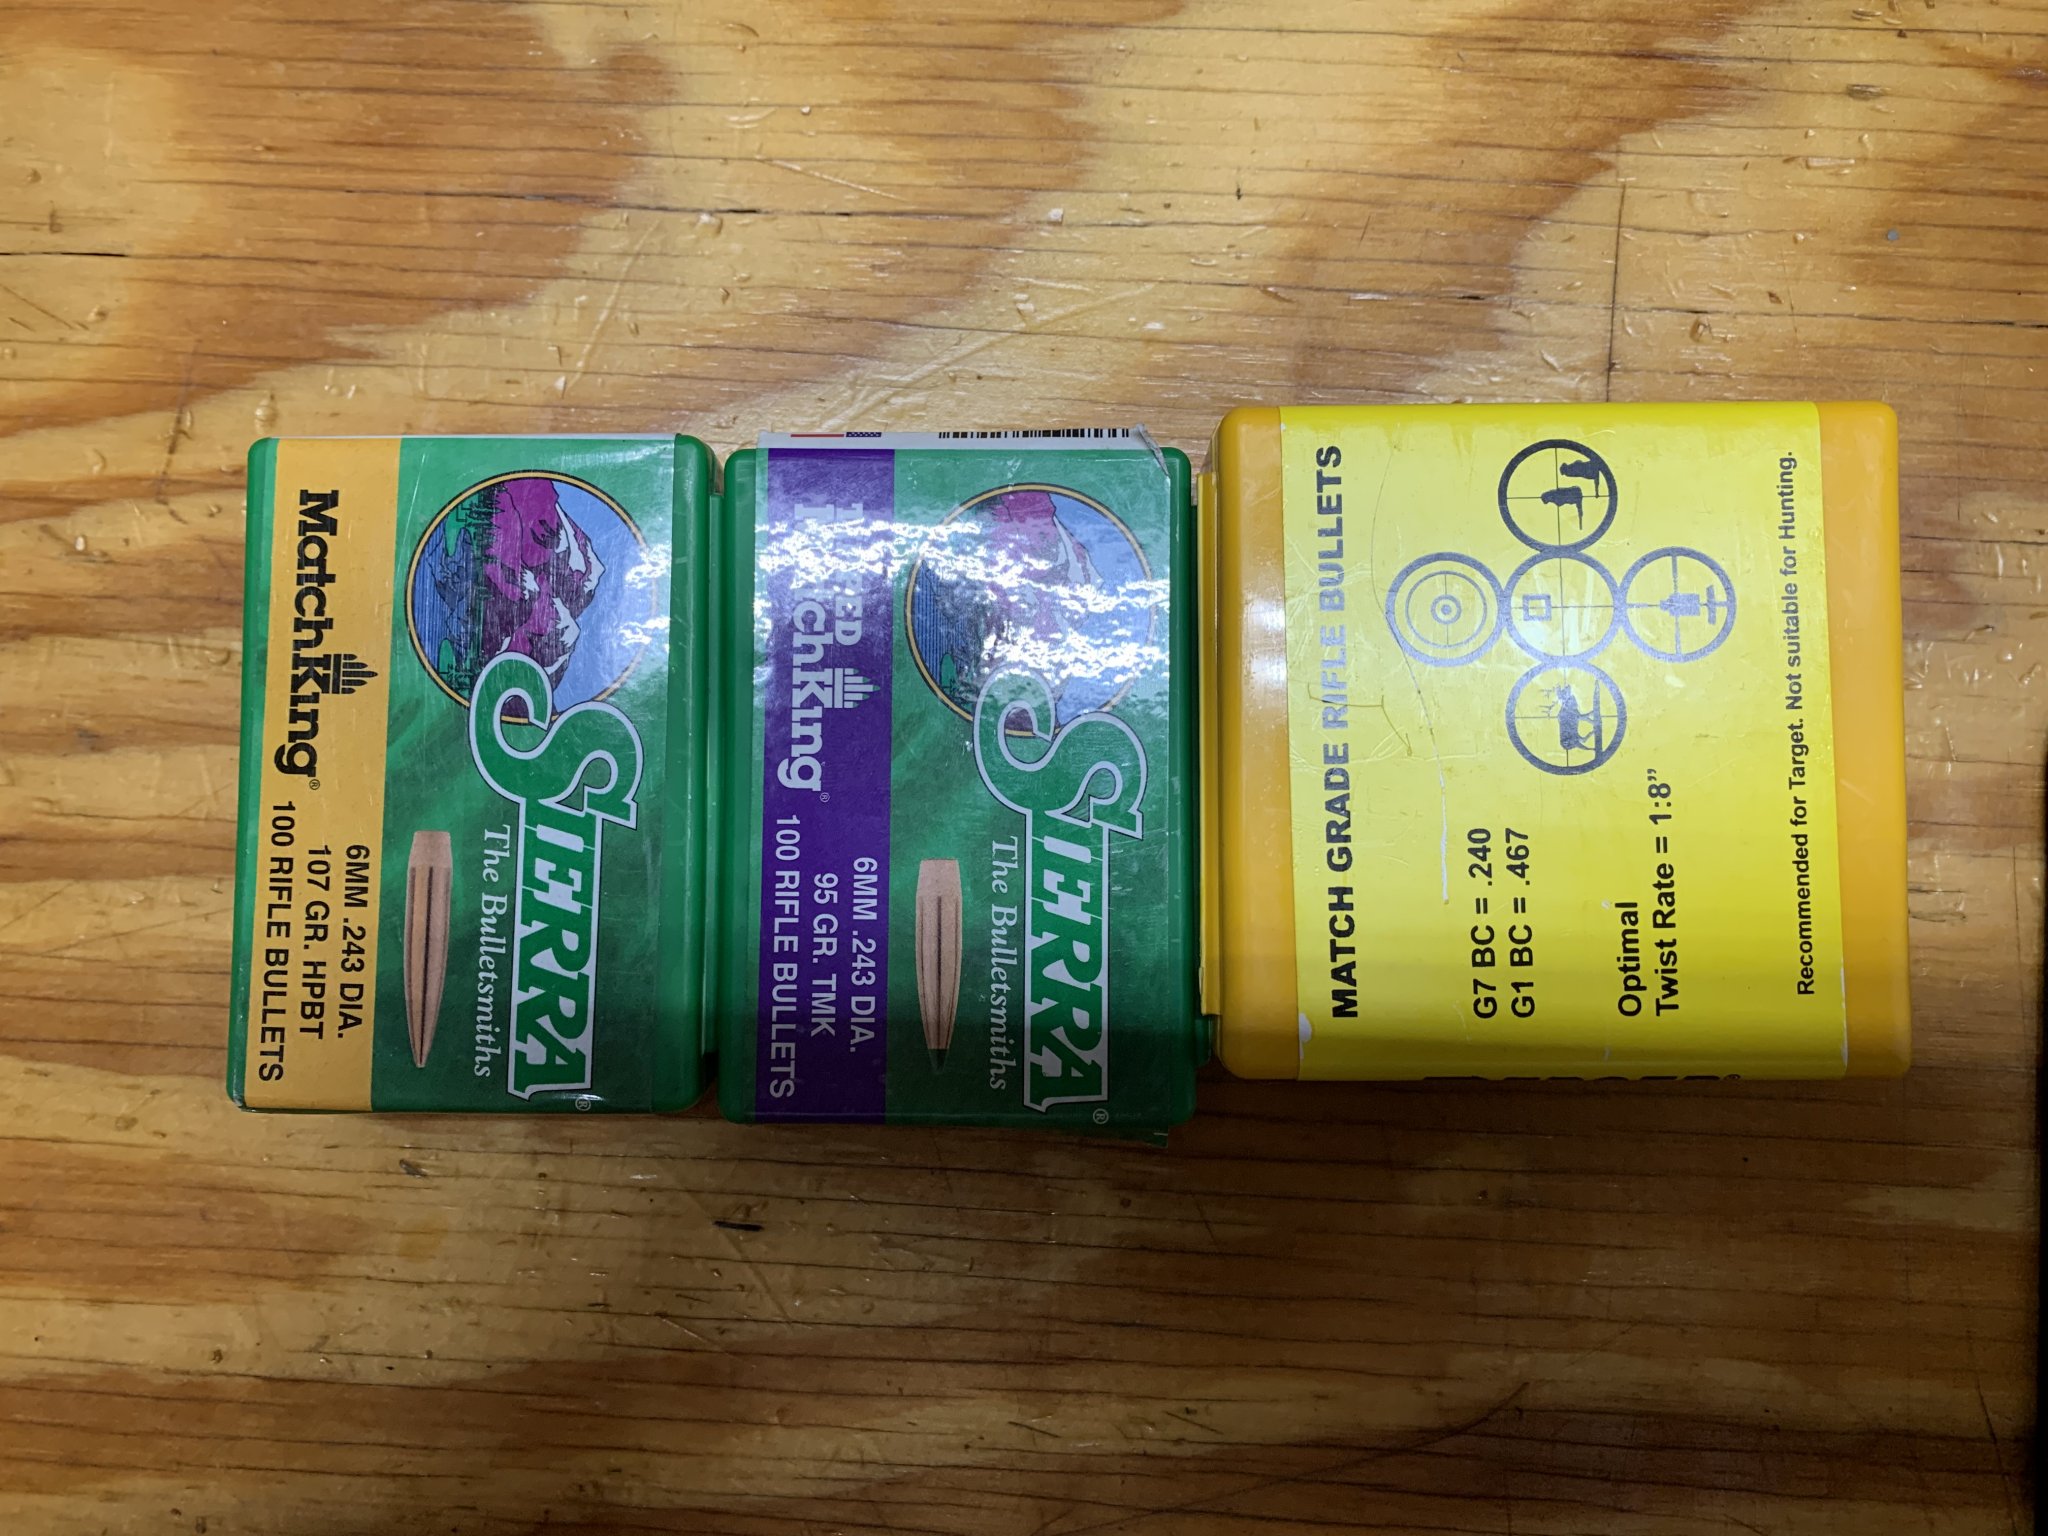 MatchKing®
6MM .243 DIA.
107 GR. HPBT
100 RIFLE BULLETS
SIERRA®
The Bulletsmiths
TIPPED
MatchKing®
6MM .243 DIA.
95 GR. TMK
100 RIFLE BULLETS
SIERRA®
The Bulletsmiths
MATCH GRADE RIFLE BULLETS
G7 BC = .240
G1 BC = .467
Optimal
Twist Rate = 1:8”
Recommended for Target. Not suitable for Hunting.